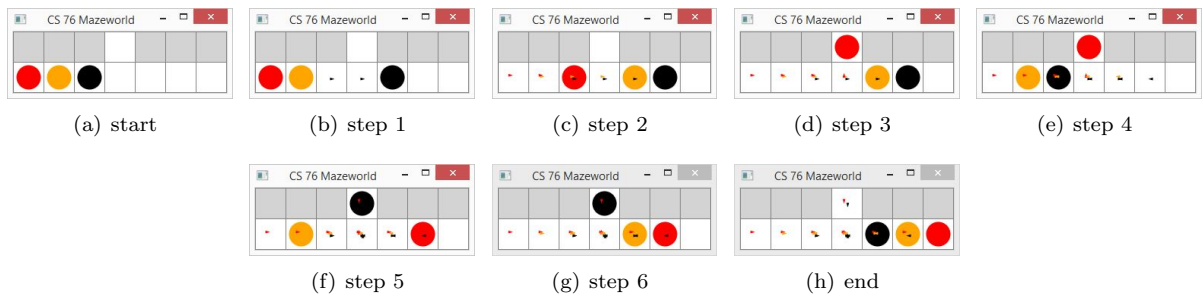 CS 76 Mazeworld
CS 76 Mazeworld
CS 76 Mazeworld
CS 76 Mazeworld
CS 76 Mazeworld
(a) start
(b) step 1
(c) step 2
(d) step 3
(e) step 4
CS 76 Mazeworld
CS 76 Mazeworld
CS 76 Mazeworld
(f) step 5
(g) step 6
(h) end